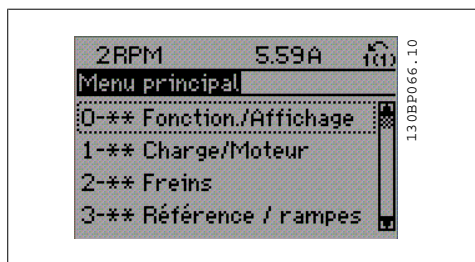 2RPM 5.59A 1(1)
Menu principal
0-** Fonction./Affichage
1-** Charge/Moteur
2-** Freins
3-** Référence / rampes
130BP066.10